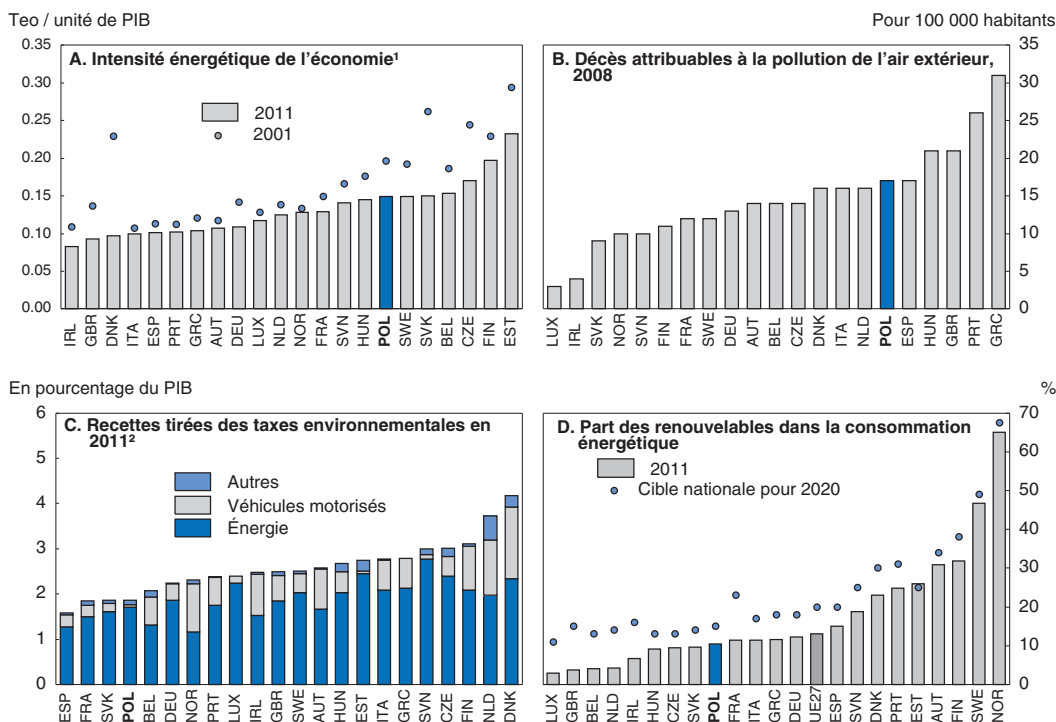 Teo / unité de PIB
0.35
0.30
0.25
0.20
0.15
0.10
0.05
0.00
A. Intensité énergétique de l'économie¹
2011
2001
IRL GBR DNK ITA ESP PRT GRC AUT DEU LUX NLD NOR FRA SVN HUN POL SWE SVK BEL CZE FIN EST
Pour 100 000 habitants
35
30
25
20
15
10
5
0
B. Décès attribuables à la pollution de l'air extérieur,
2008
LUX IRL SVK NOR SVN FIN FRA SWE DEU AUT BEL CZE DNK ITA NLD POL ESP HUN GBR PRT GRC
En pourcentage du PIB
6
5
4
3
2
1
0
C. Recettes tirées des taxes environnementales en
2011²
Autres
Véhicules motorisés
Énergie
ESP FRA SVK POL BEL DEU NOR PRT LUX IRL GBR SWE AUT HUN EST ITA GRC SVN CZE FIN NLD DNK
%
70
60
50
40
30
20
10
0
D. Part des renouvelables dans la consommation
énergétique
2011
Cible nationale pour 2020
LUX GBR BEL NLD IRL HUN CZE SVK POL FRA ITA GRC DEU UE27 ESP SVN DNK PRT EST AUT FIN SWE NOR